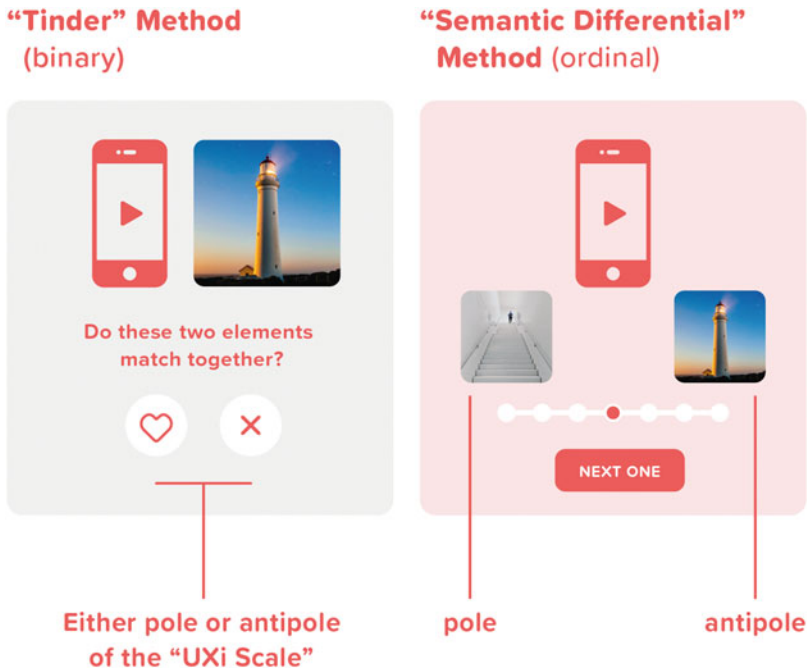 “Tinder” Method
(binary)
“Semantic Differential”
Method (ordinal)
Do these two elements
match together?
NEXT ONE
Either pole or antipole
of the “UXi Scale”
pole
antipole